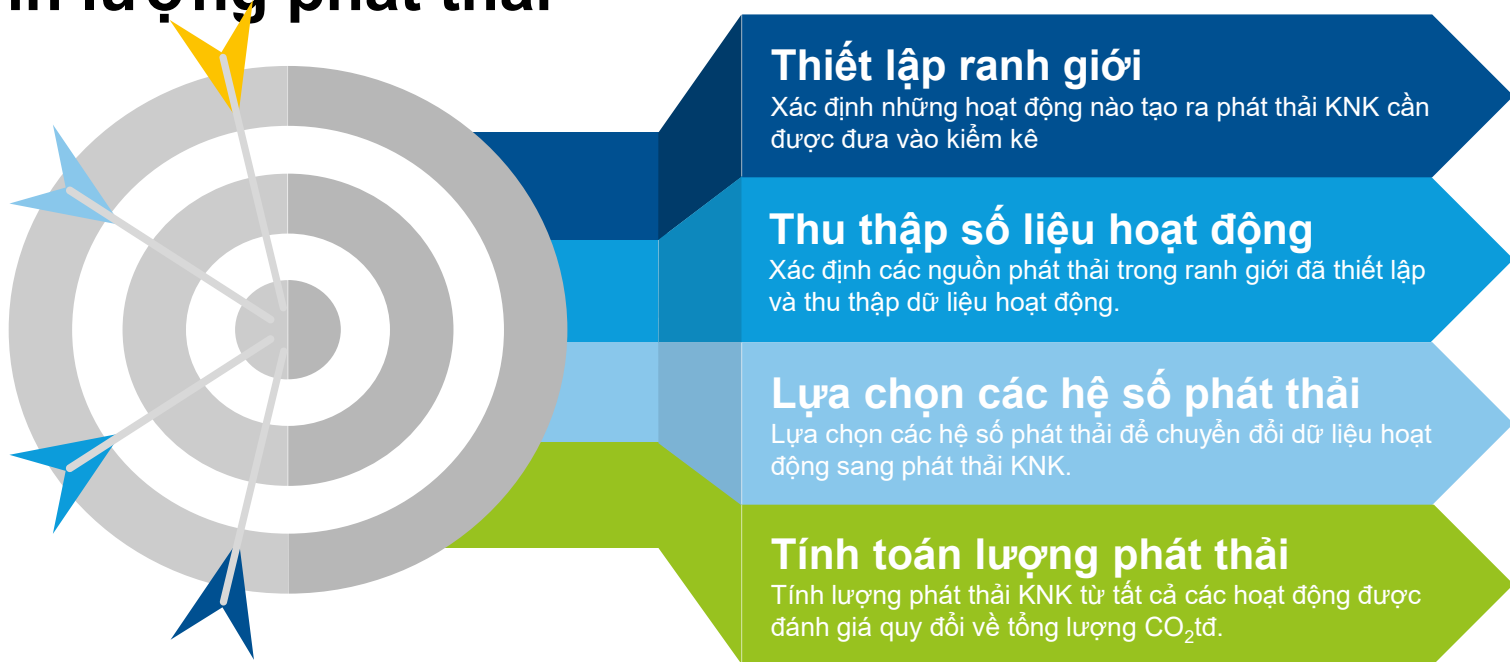 lượng phát thải
Thiết lập ranh giới
Xác định những hoạt động nào tạo ra phát thải KNK cần
được đưa vào kiểm kê
Thu thập số liệu hoạt động
Xác định các nguồn phát thải trong ranh giới đã thiết lập
và thu thập dữ liệu hoạt động.
Lựa chọn các hệ số phát thải
Lựa chọn các hệ số phát thải để chuyển đổi dữ liệu hoạt
động sang phát thải KNK.
Tính toán lượng phát thải
Tính lượng phát thải KNK từ tất cả các hoạt động được
đánh giá quy đổi về tổng lượng CO₂tđ.